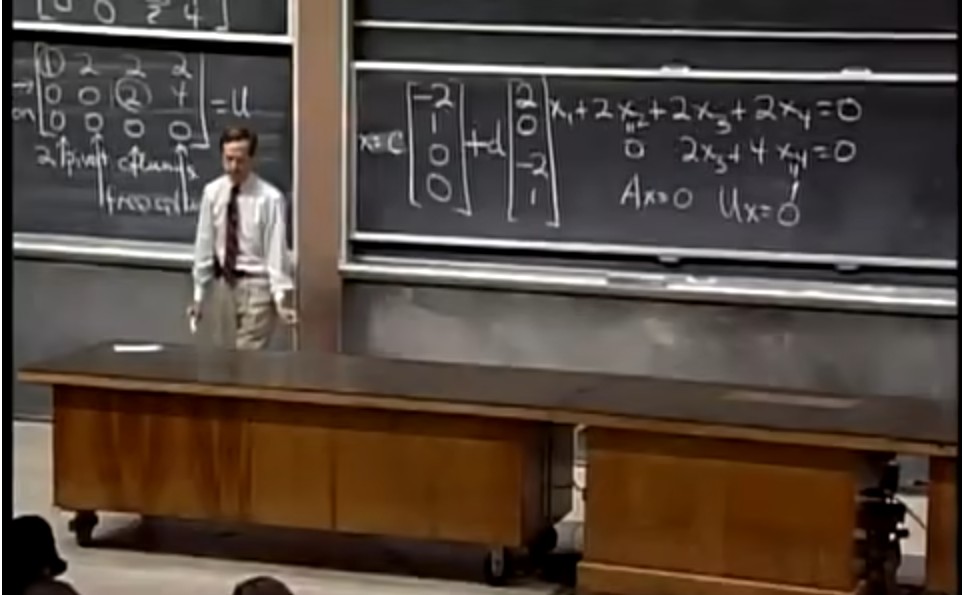 0 0 2 4
→ 1 2 2 2
on 0 0 2 4 = U
0 0 0 0
2 pivot columns
free
x = c [-2 1 0 0] + d [2 0 -2 1]
x₁ + 2x₂ + 2x₃ + 2x₄ = 0
0 2x₃ + 4x₄ = 0
Ax = 0 Ux = 0